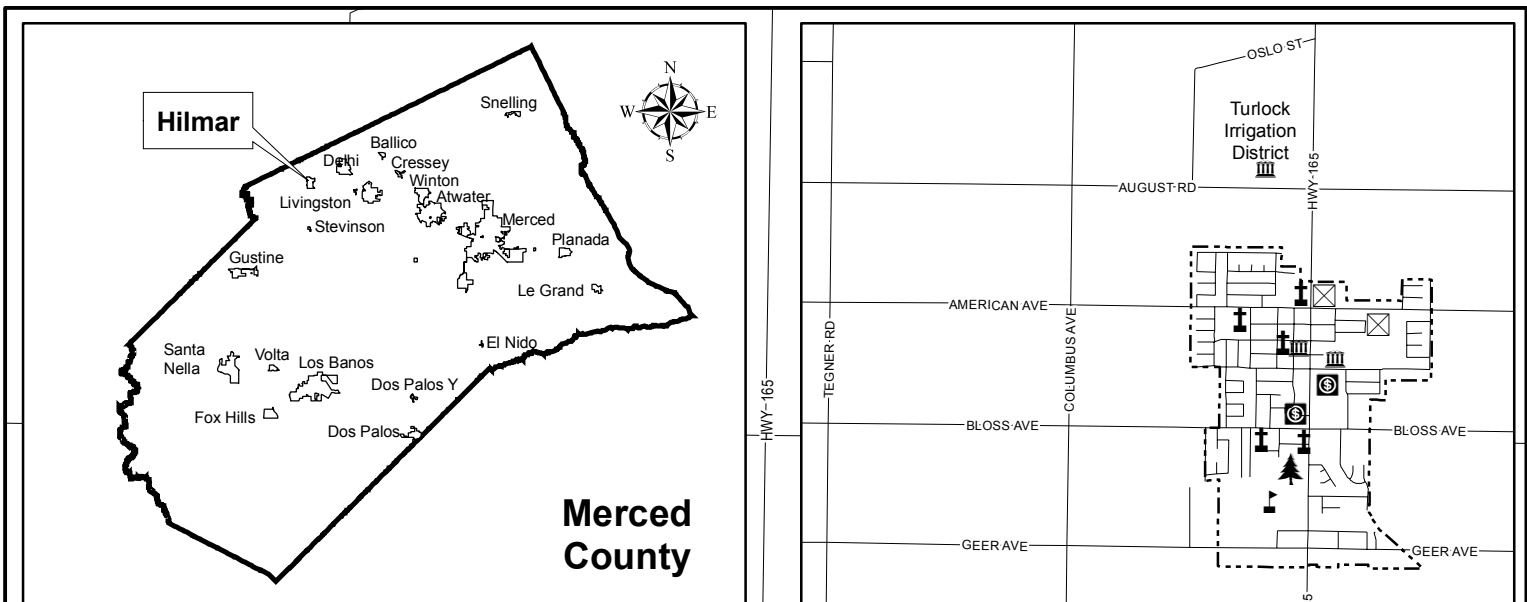 Hilmar
N
W
E
S
Snelling
Ballico
Delhi
Cressey
Winton
Livingston
Atwater
Stevinson
Merced
Planada
Gustine
Le Grand
El Nido
Santa
Nella
Volta
Los Banos
Dos Palos Y
Fox Hills
Dos Palos
Merced
County
HWY-165
OSLO ST
Turlock
Irrigation
District
HWY-165
AUGUST RD
AMERICAN AVE
TEGNER RD
COLUMBUS AVE
$
$
BLOSS AVE
BLOSS AVE
GEER AVE
GEER AVE
5